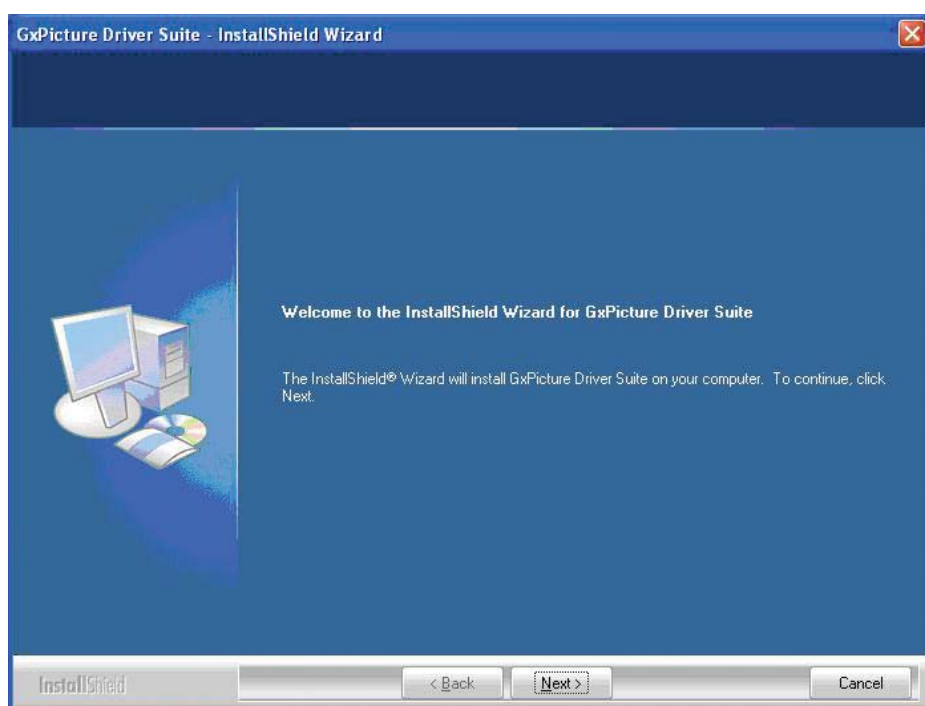 GxPicture Driver Suite - InstallShield Wizard
Welcome to the InstallShield Wizard for GxPicture Driver Suite
The InstallShield® Wizard will install GxPicture Driver Suite on your computer. To continue, click
Next.
InstallShield
< Back Next > Cancel